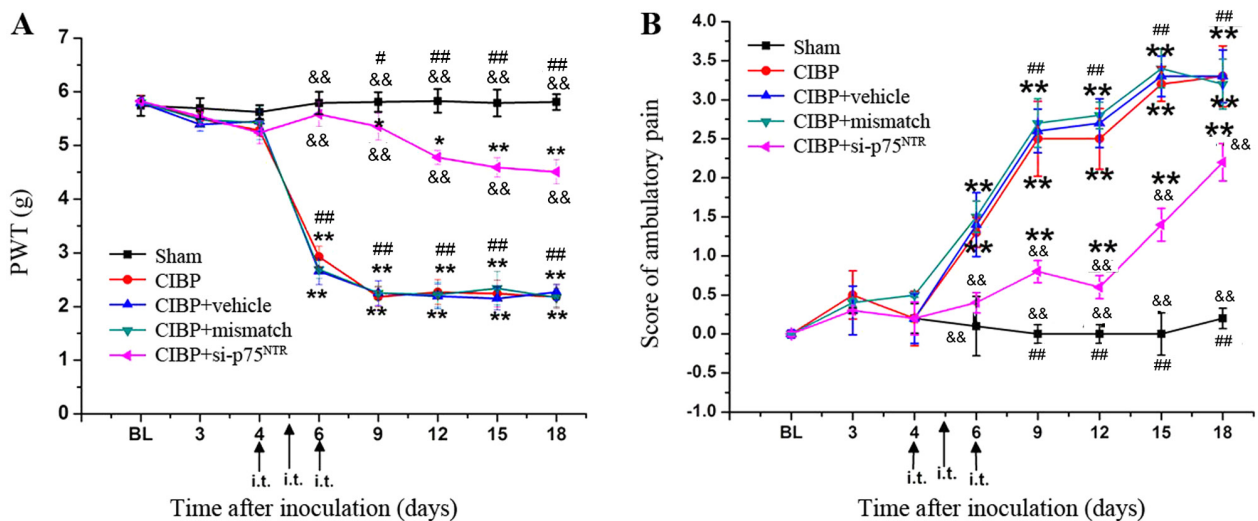 A
PWT (g)
7
6
5
4
3
2
1
0
# ## ## ##
&& && && && &&
* * ** **
&& && && && &&
## ## ## ## ##
** ** ** ** **
** ** ** ** **
Sham
CIBP
CIBP+vehicle
CIBP+mismatch
CIBP+si-p75NTR
BL 3 4 6 9 12 15 18
i.t. i.t. i.t.
Time after inoculation (days)
B
Score of ambulatory pain
4.0
3.5
3.0
2.5
2.0
1.5
1.0
0.5
0.0
-0.5
-1.0
Sham
CIBP
CIBP+vehicle
CIBP+mismatch
CIBP+si-p75NTR
## ## ## ##
** ** ** ** **
** ** ** ** **
** ** ** **
&& && && && &&
&& && && && &&
## ## ## ##
BL 3 4 6 9 12 15 18
i.t. i.t. i.t.
Time after inoculation (days)